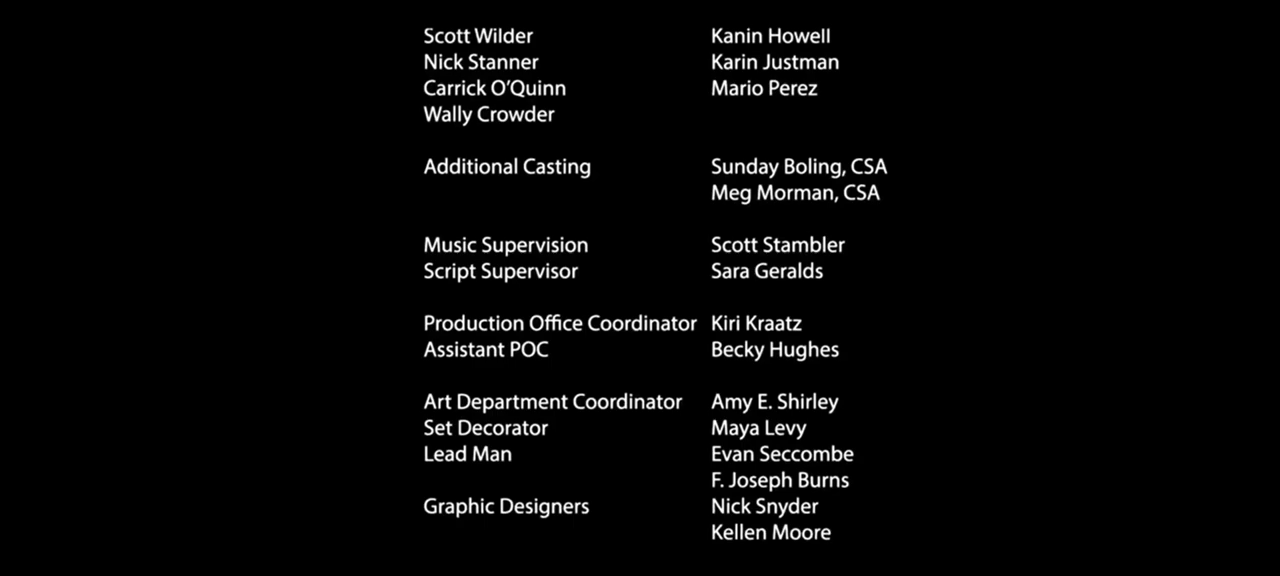 Scott Wilder Kanin Howell
Nick Stanner Karin Justman
Carrick O’Quinn Mario Perez
Wally Crowder
Additional Casting Sunday Boling, CSA
Meg Morman, CSA
Music Supervision Scott Stambler
Script Supervisor Sara Geralds
Production Office Coordinator Kiri Kraatz
Assistant POC Becky Hughes
Art Department Coordinator Amy E. Shirley
Set Decorator Maya Levy
Lead Man Evan Seccombe
F. Joseph Burns
Graphic Designers Nick Snyder
Kellen Moore